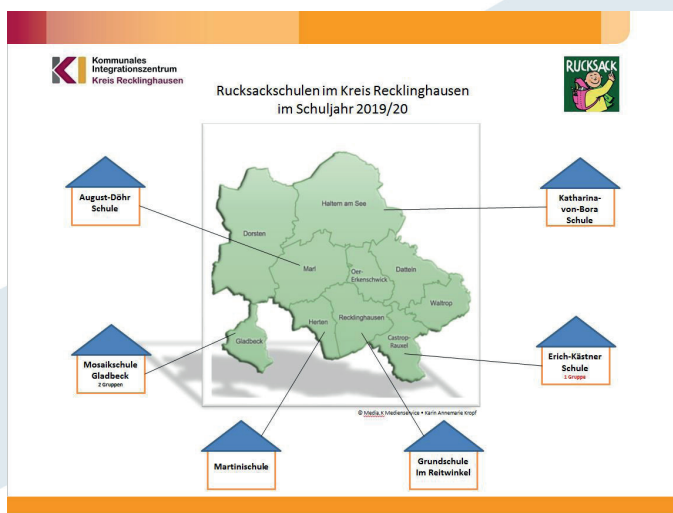 Kommunales
Integrationszentrum
Kreis Recklinghausen
RUCKSACK
Rucksackschulen im Kreis Recklinghausen
im Schuljahr 2019/20
August-Döhr
Schule
Katharina-
von-Bora
Schule
Haltern am See
Dorsten
Marl
Oer-
Erkenschwick
Datteln
Waltrop
Herten
Recklinghausen
Castrop-
Rauxel
Gladbeck
Mosaikschule
Gladbeck
2 Gruppen
Erich-Kästner
Schule
1 Gruppe
© Media.K Medienservice • Karin Annemarie Kropf
Martinischule
Grundschule
Im Reitwinkel